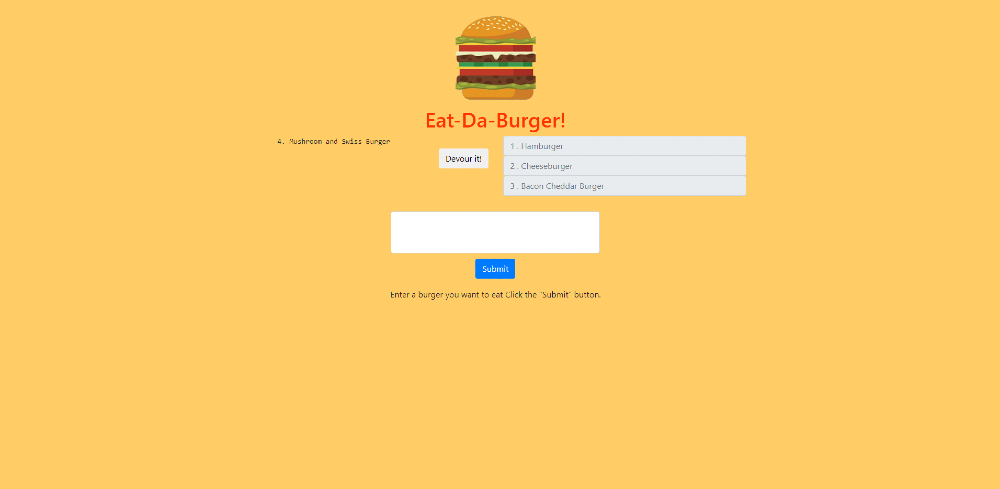 Eat-Da-Burger!
4. Mushroom and Swiss Burger
Devour it!
1 . Hamburger
2 . Cheeseburger
3 . Bacon Cheddar Burger
Submit
Enter a burger you want to eat Click the "Submit" button.